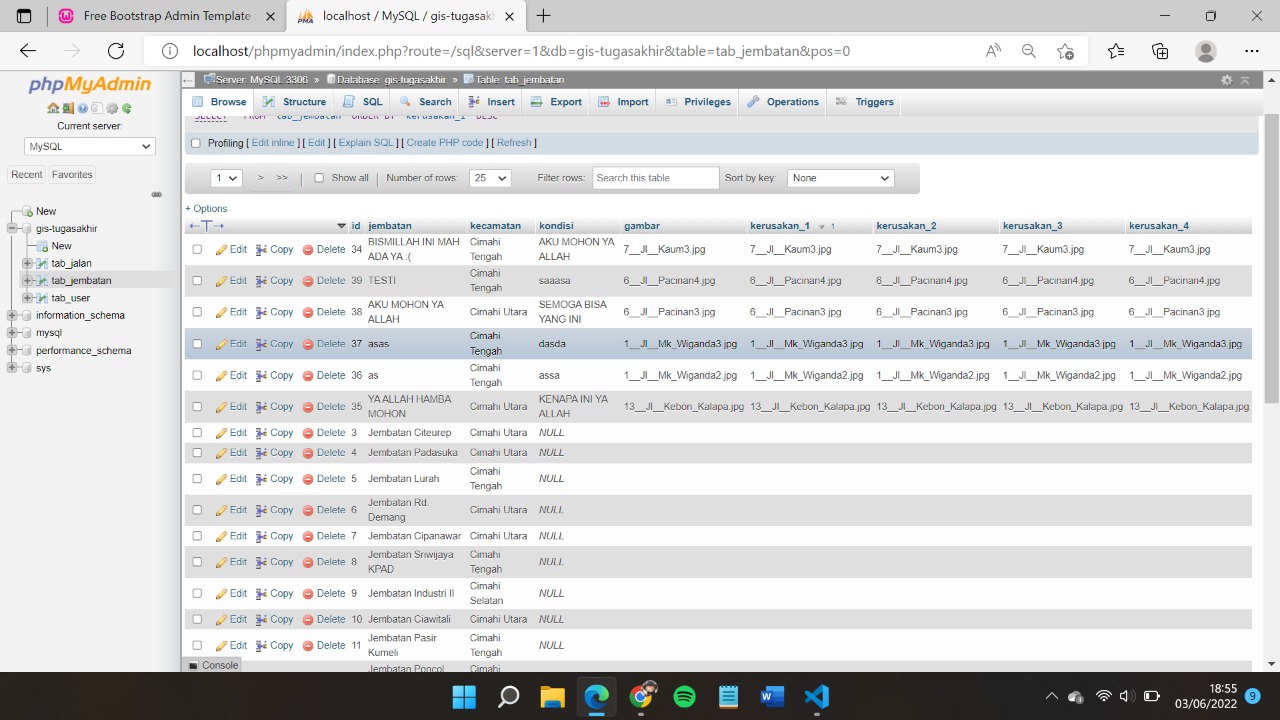 Free Bootstrap Admin Template
localhost / MySQL / gis-tugasakh
localhost/phpmyadmin/index.php?route=/sql&server=1&db=gis-tugasakhir&table=tab_jembatan&pos=0
phpMyAdmin
Current server:
MySQL
Recent Favorites
New
gis-tugasakhir
New
tab_jalan
tab_jembatan
tab_user
information_schema
mysql
performance_schema
sys
Server: MySQL:3306 » Database: gis-tugasakhir » Table: tab_jembatan
Browse Structure SQL Search Insert Export Import Privileges Operations Triggers
SELECT * FROM `tab_jembatan` ORDER BY `kerusakan_1` DESC
Profiling [ Edit inline ] [ Edit ] [ Explain SQL ] [ Create PHP code ] [ Refresh ]
1 > >> Show all Number of rows: 25 Filter rows: Search this table Sort by key: None
+ Options
←T→ id jembatan kecamatan kondisi gambar kerusakan_1 1 kerusakan_2 kerusakan_3 kerusakan_4
Edit Copy Delete 34 BISMILLAH INI MAH ADA YA :( Cimahi Tengah AKU MOHON YA ALLAH 7__Jl__Kaum3.jpg 7__Jl__Kaum3.jpg 7__Jl__Kaum3.jpg 7__Jl__Kaum3.jpg 7__Jl__Kaum3.jpg
Edit Copy Delete 39 TESTI Cimahi Tengah saaasa 6__Jl__Pacinan4.jpg 6__Jl__Pacinan4.jpg 6__Jl__Pacinan4.jpg 6__Jl__Pacinan4.jpg 6__Jl__Pacinan4.jpg
Edit Copy Delete 38 AKU MOHON YA ALLAH Cimahi Utara SEMOGA BISA YANG INI 6__Jl__Pacinan3.jpg 6__Jl__Pacinan3.jpg 6__Jl__Pacinan3.jpg 6__Jl__Pacinan3.jpg 6__Jl__Pacinan3.jpg
Edit Copy Delete 37 asas Cimahi Tengah dasda 1__Jl__Mk_Wiganda3.jpg 1__Jl__Mk_Wiganda3.jpg 1__Jl__Mk_Wiganda3.jpg 1__Jl__Mk_Wiganda3.jpg 1__Jl__Mk_Wiganda3.jpg
Edit Copy Delete 36 as Cimahi Tengah assa 1__Jl__Mk_Wiganda2.jpg 1__Jl__Mk_Wiganda2.jpg 1__Jl__Mk_Wiganda2.jpg 1__Jl__Mk_Wiganda2.jpg 1__Jl__Mk_Wiganda2.jpg
Edit Copy Delete 35 YA ALLAH HAMBA MOHON Cimahi Utara KENAPA INI YA ALLAH 13__Jl__Kebon_Kalapa.jpg 13__Jl__Kebon_Kalapa.jpg 13__Jl__Kebon_Kalapa.jpg 13__Jl__Kebon_Kalapa.jpg 13__Jl__Kebon_Kalapa.jpg
Edit Copy Delete 3 Jembatan Citeurep Cimahi Utara NULL
Edit Copy Delete 4 Jembatan Padasuka Cimahi Utara NULL
Edit Copy Delete 5 Jembatan Lurah Cimahi Tengah NULL
Edit Copy Delete 6 Jembatan Rd. Demang Cimahi Utara NULL
Edit Copy Delete 7 Jembatan Cipanawar Cimahi Utara NULL
Edit Copy Delete 8 Jembatan Sriwijaya KPAD Cimahi Tengah NULL
Edit Copy Delete 9 Jembatan Industri II Cimahi Selatan NULL
Edit Copy Delete 10 Jembatan Ciawitali Cimahi Utara NULL
Edit Copy Delete 11 Jembatan Pasir Kumeli Cimahi Tengah NULL
Jembatan Poncol Cimahi
Console
18:55
03/06/2022
9